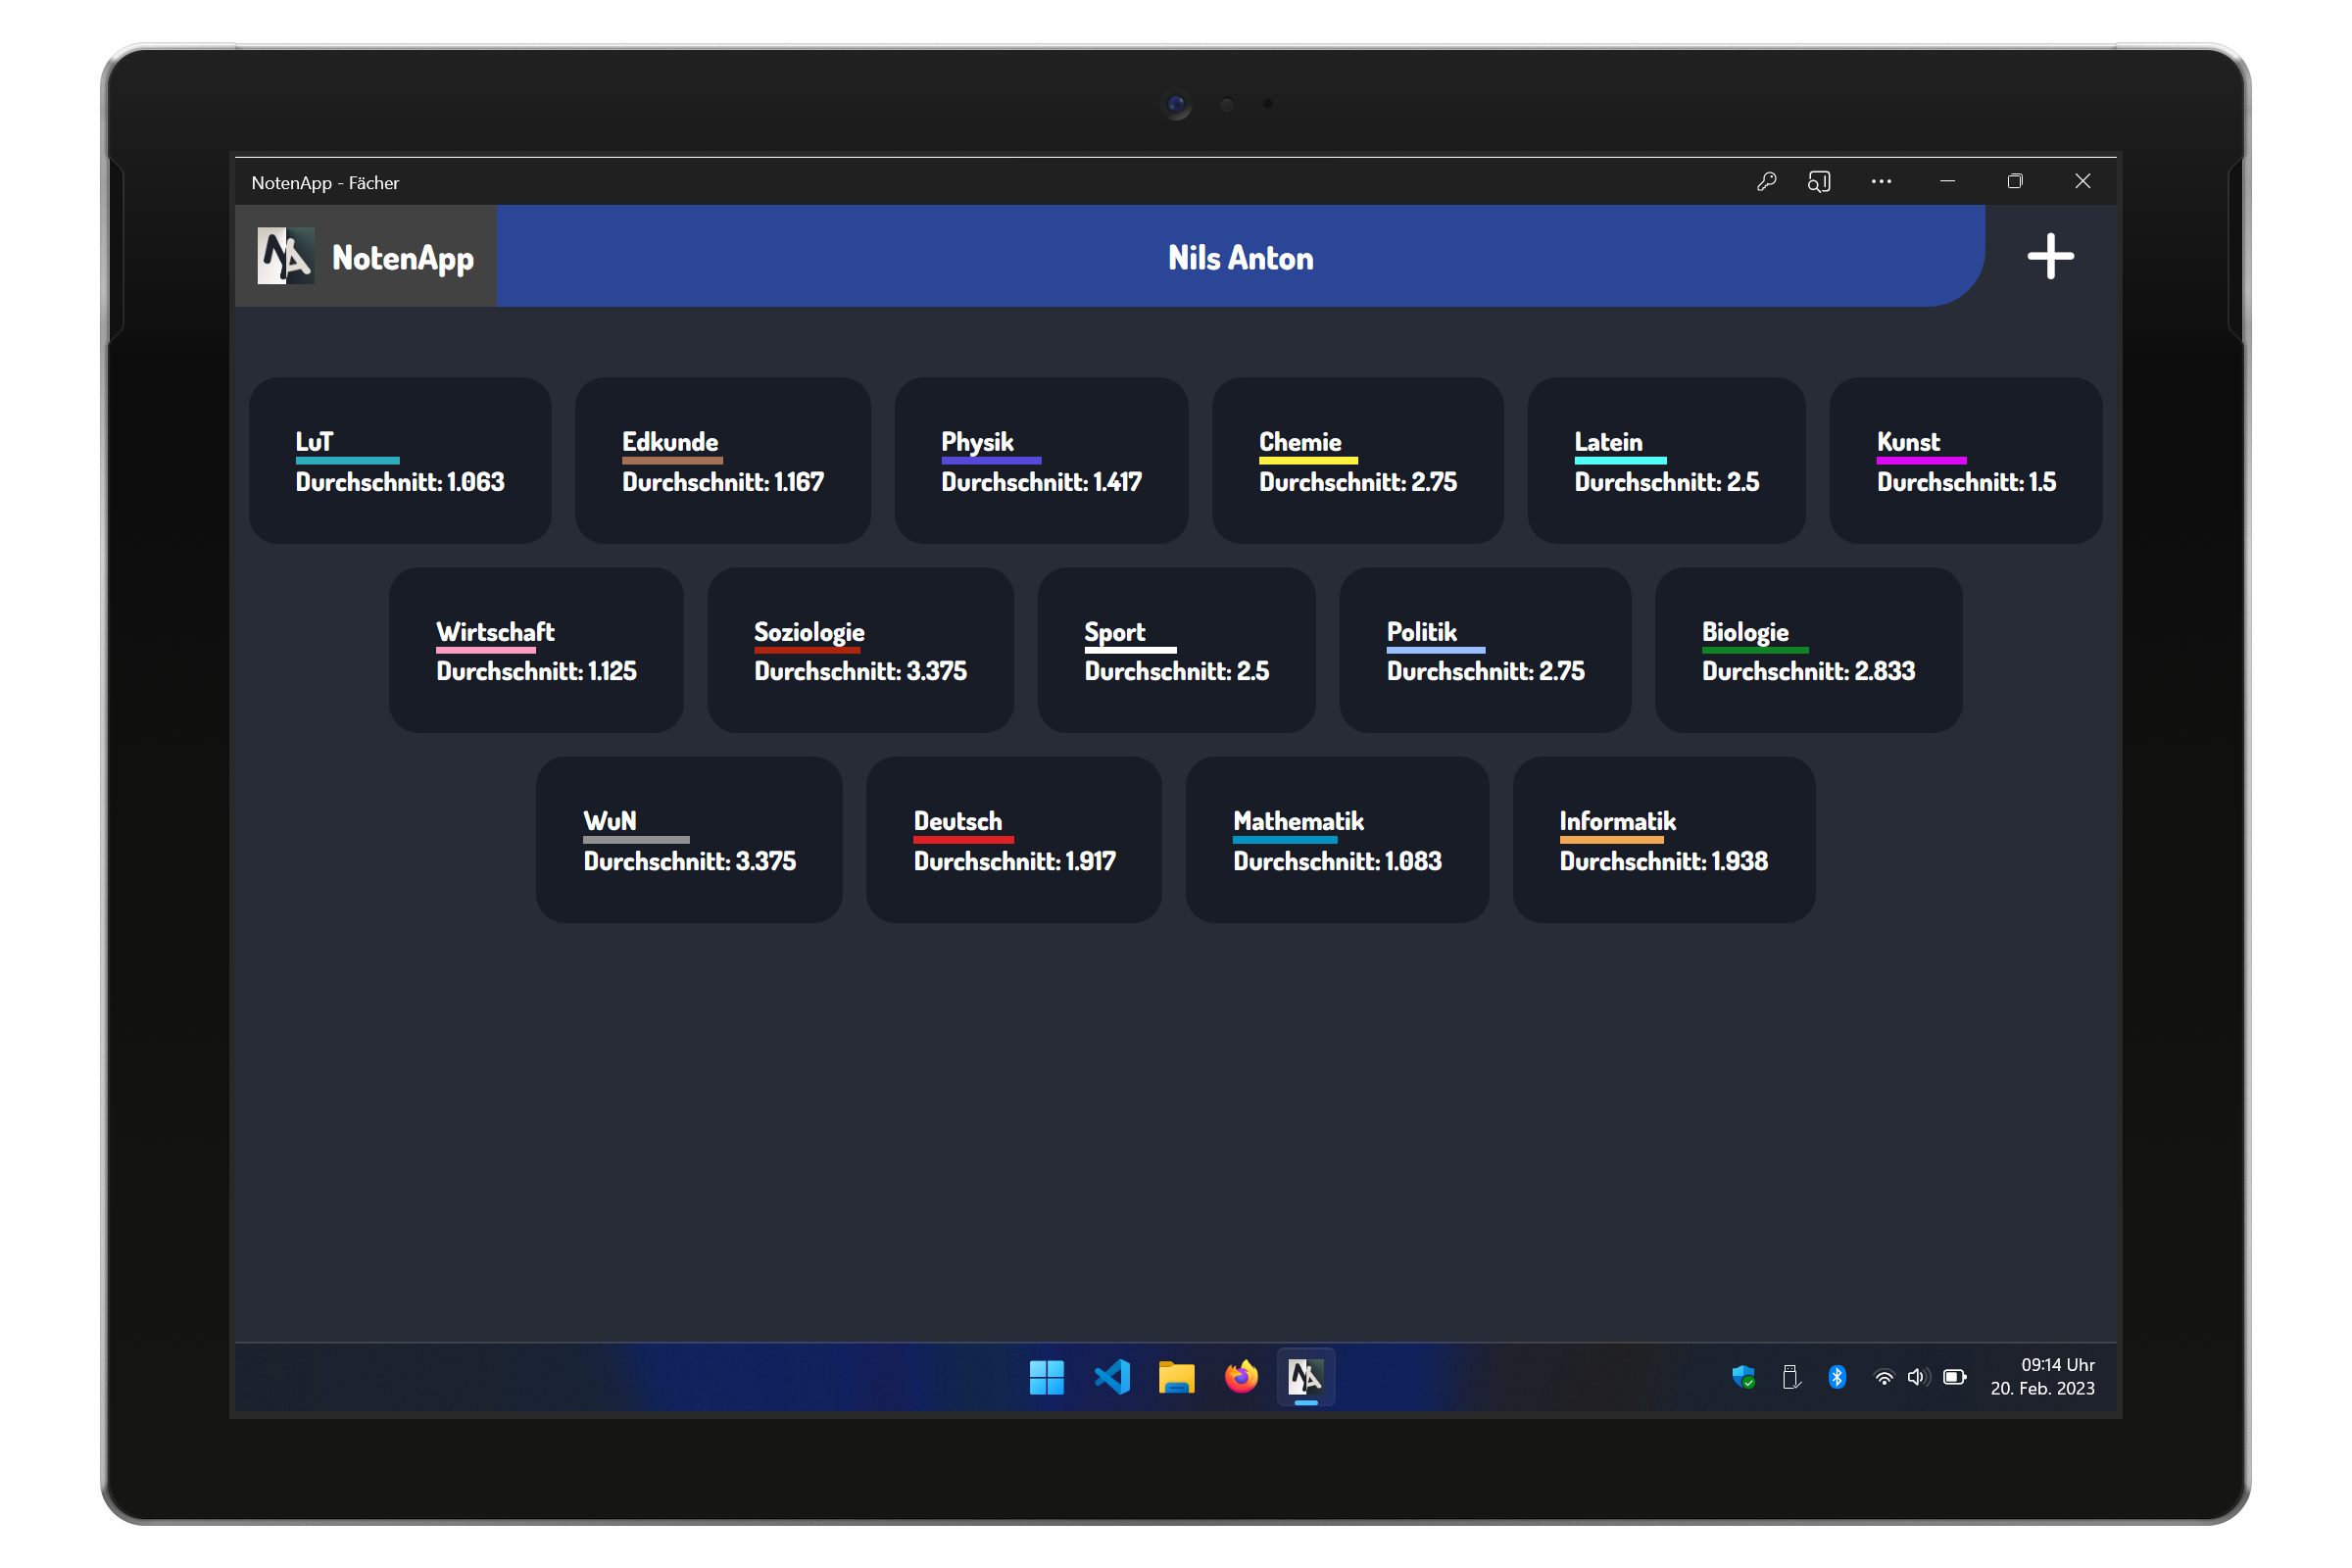 NotenApp - Fächer
NotenApp
Nils Anton
LuT
Durchschnitt: 1.063
Edkunde
Durchschnitt: 1.167
Physik
Durchschnitt: 1.417
Chemie
Durchschnitt: 2.75
Latein
Durchschnitt: 2.5
Kunst
Durchschnitt: 1.5
Wirtschaft
Durchschnitt: 1.125
Soziologie
Durchschnitt: 3.375
Sport
Durchschnitt: 2.5
Politik
Durchschnitt: 2.75
Biologie
Durchschnitt: 2.833
WuN
Durchschnitt: 3.375
Deutsch
Durchschnitt: 1.917
Mathematik
Durchschnitt: 1.083
Informatik
Durchschnitt: 1.938
09:14 Uhr
20. Feb. 2023